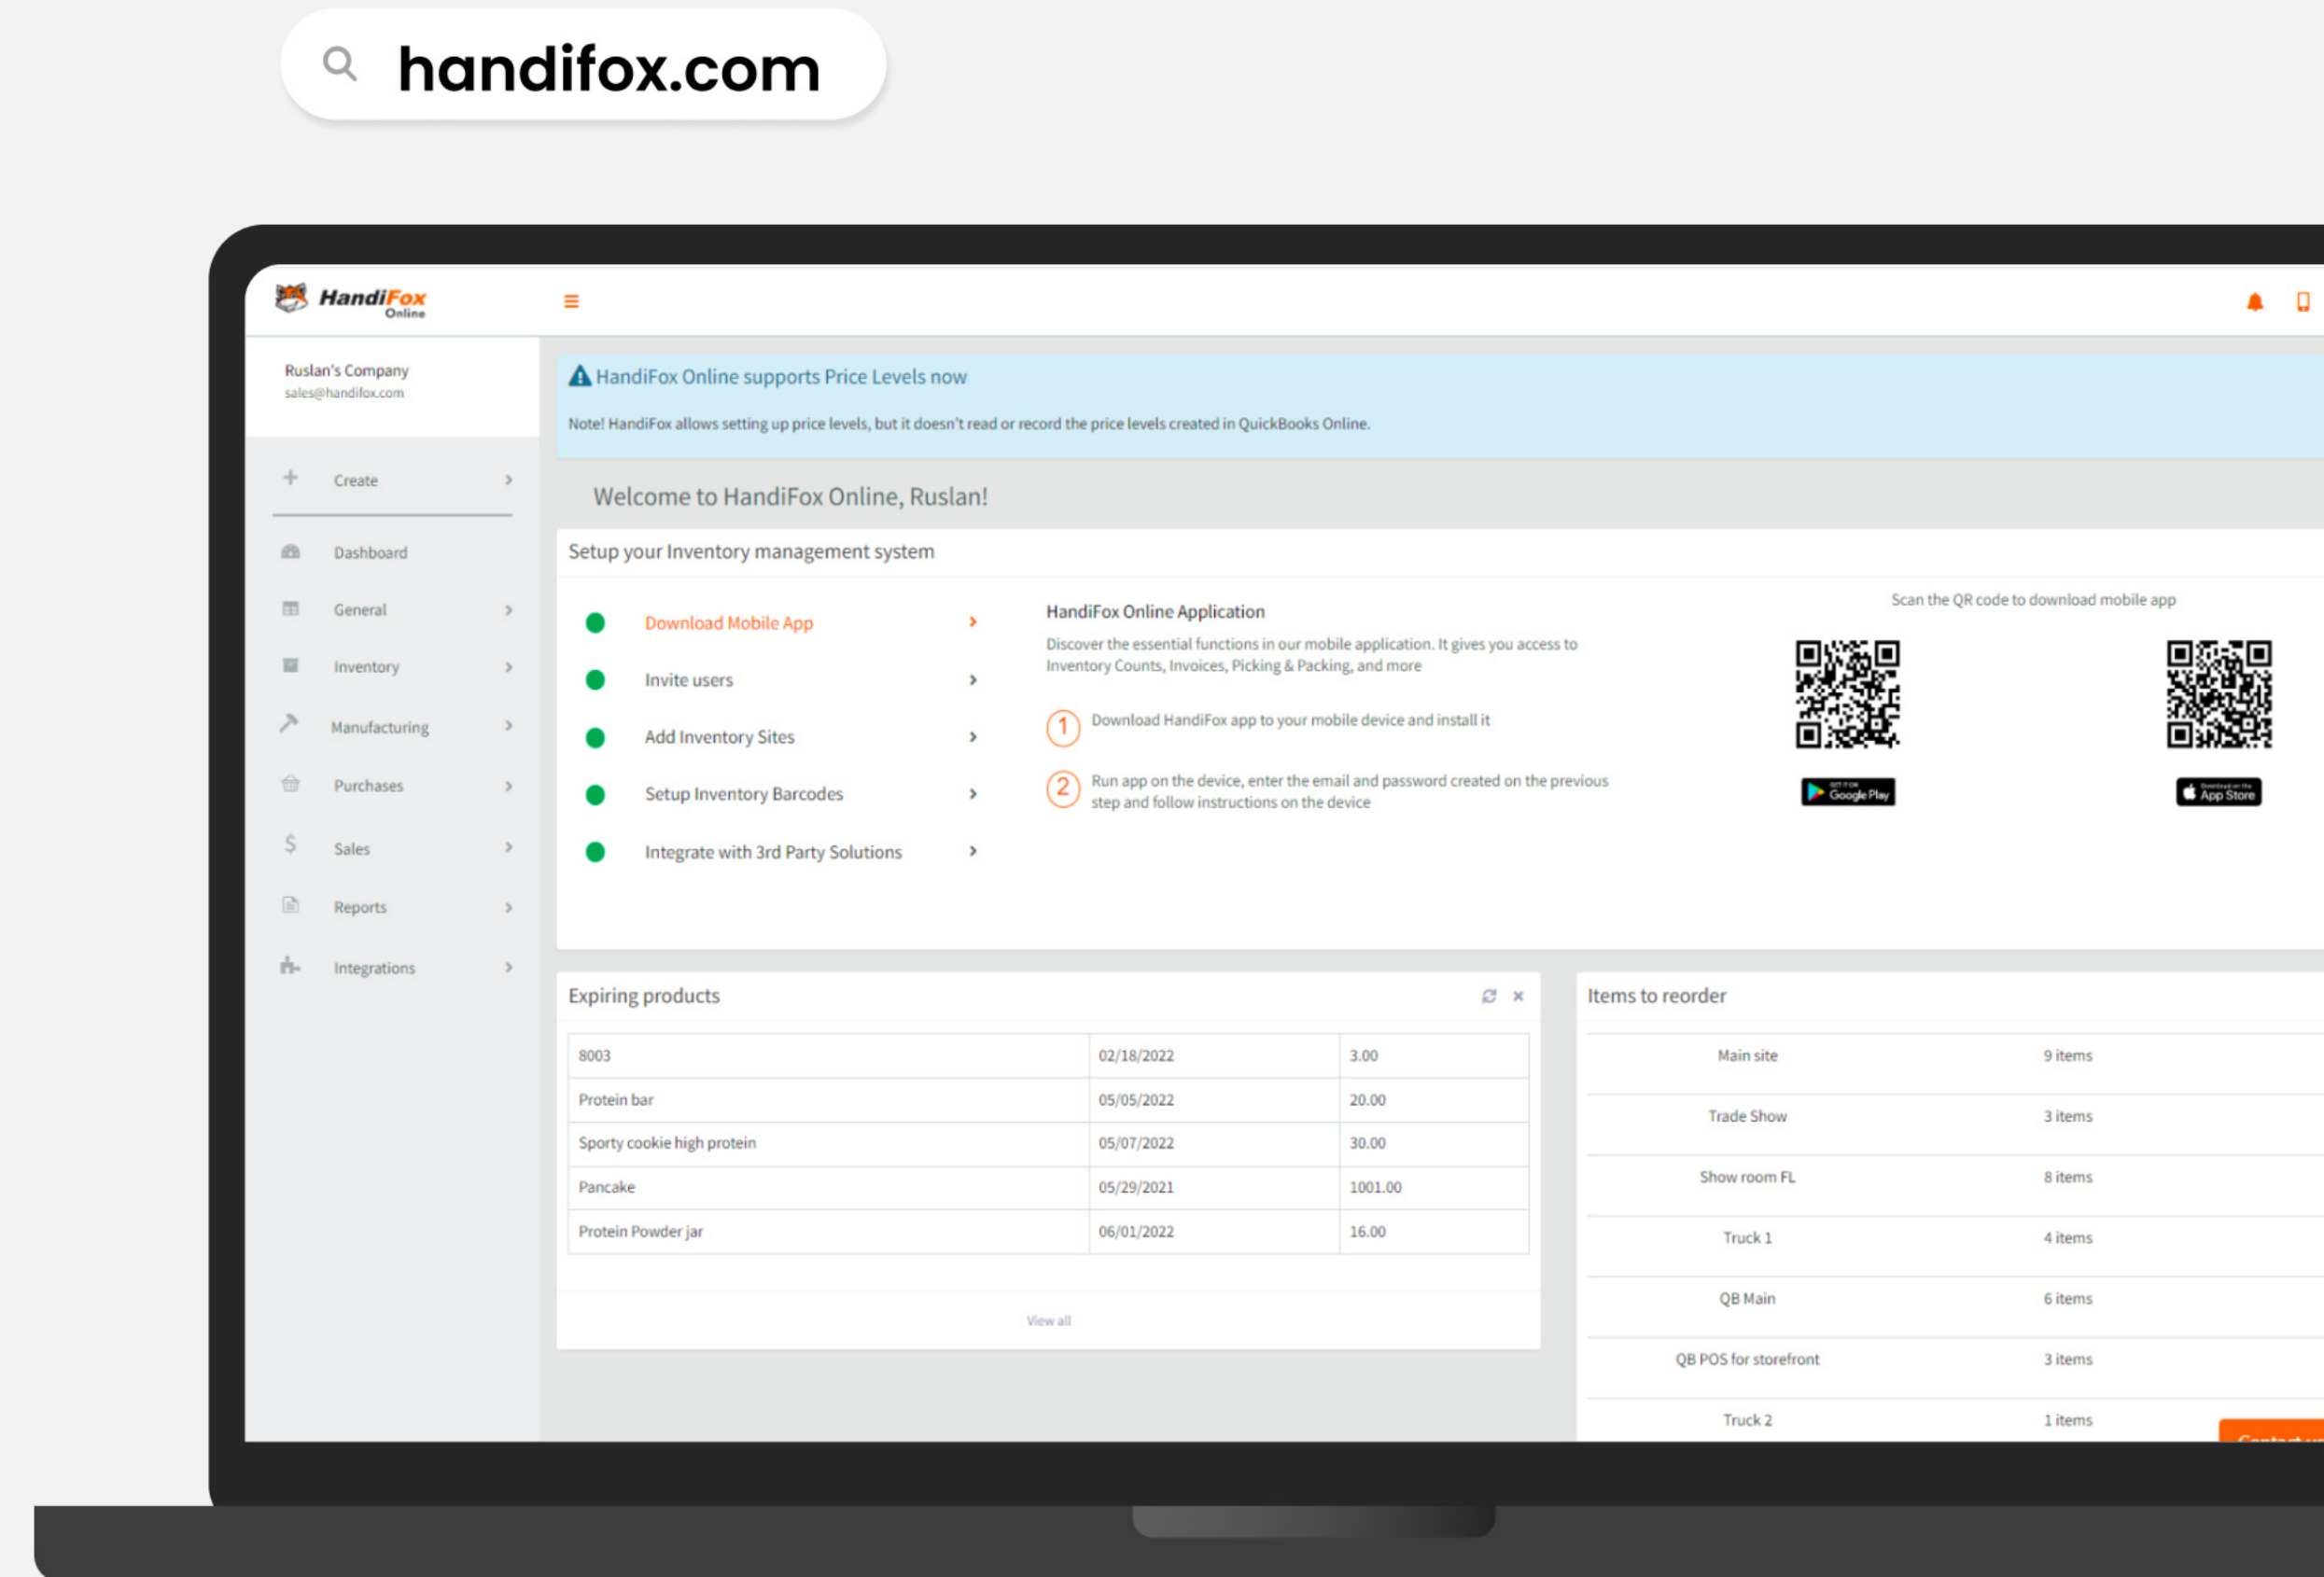 handifox.com
HandiFox
Online
Ruslan's Company
sales@handifox.com
Create
Dashboard
General
Inventory
Manufacturing
Purchases
Sales
Reports
Integrations
HandiFox Online supports Price Levels now
Note! HandiFox allows setting up price levels, but it doesn't read or record the price levels created in QuickBooks Online.
Welcome to HandiFox Online, Ruslan!
Setup your Inventory management system
Download Mobile App
Invite users
Add Inventory Sites
Setup Inventory Barcodes
Integrate with 3rd Party Solutions
HandiFox Online Application
Discover the essential functions in our mobile application. It gives you access to
Inventory Counts, Invoices, Picking & Packing, and more
1 Download HandiFox app to your mobile device and install it
2 Run app on the device, enter the email and password created on the previous
step and follow instructions on the device
Scan the QR code to download mobile app
GET IT ON
Google Play
Download on the
App Store
Expiring products
8003 02/18/2022 3.00
Protein bar 05/05/2022 20.00
Sporty cookie high protein 05/07/2022 30.00
Pancake 05/29/2021 1001.00
Protein Powder jar 06/01/2022 16.00
View all
Items to reorder
Main site 9 items
Trade Show 3 items
Show room FL 8 items
Truck 1 4 items
QB Main 6 items
QB POS for storefront 3 items
Truck 2 1 items